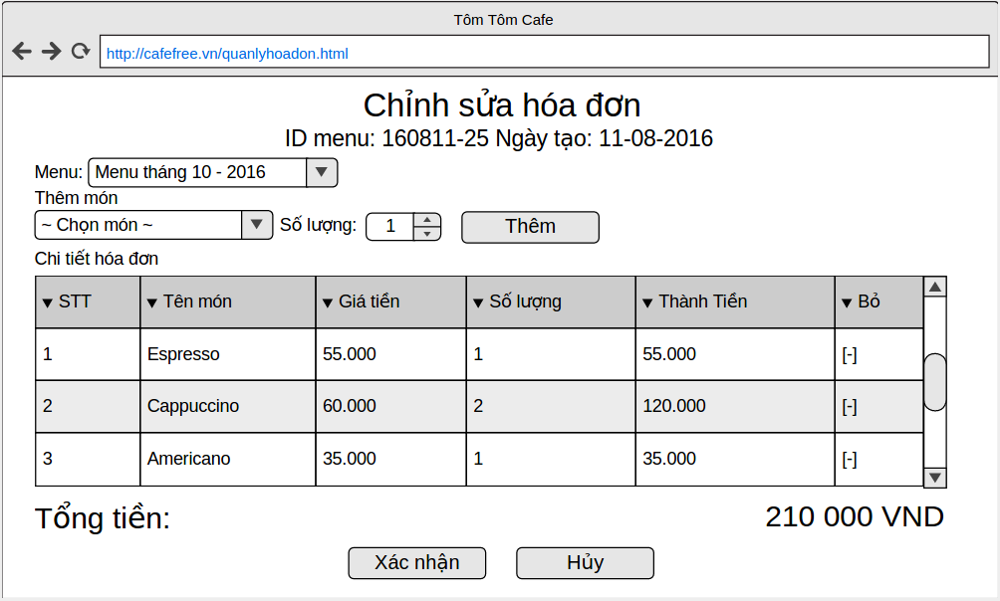 Tôm Tôm Cafe
http://cafefree.vn/quanlyhoadon.html
Chỉnh sửa hóa đơn
ID menu: 160811-25 Ngày tạo: 11-08-2016
Menu: Menu tháng 10 - 2016
Thêm món
~ Chọn món ~ Số lượng: 1 Thêm
Chi tiết hóa đơn
STT Tên món Giá tiền Số lượng Thành Tiền Bỏ
1 Espresso 55.000 1 55.000 [-]
2 Cappuccino 60.000 2 120.000 [-]
3 Americano 35.000 1 35.000 [-]
Tổng tiền: 210 000 VND
Xác nhận Hủy